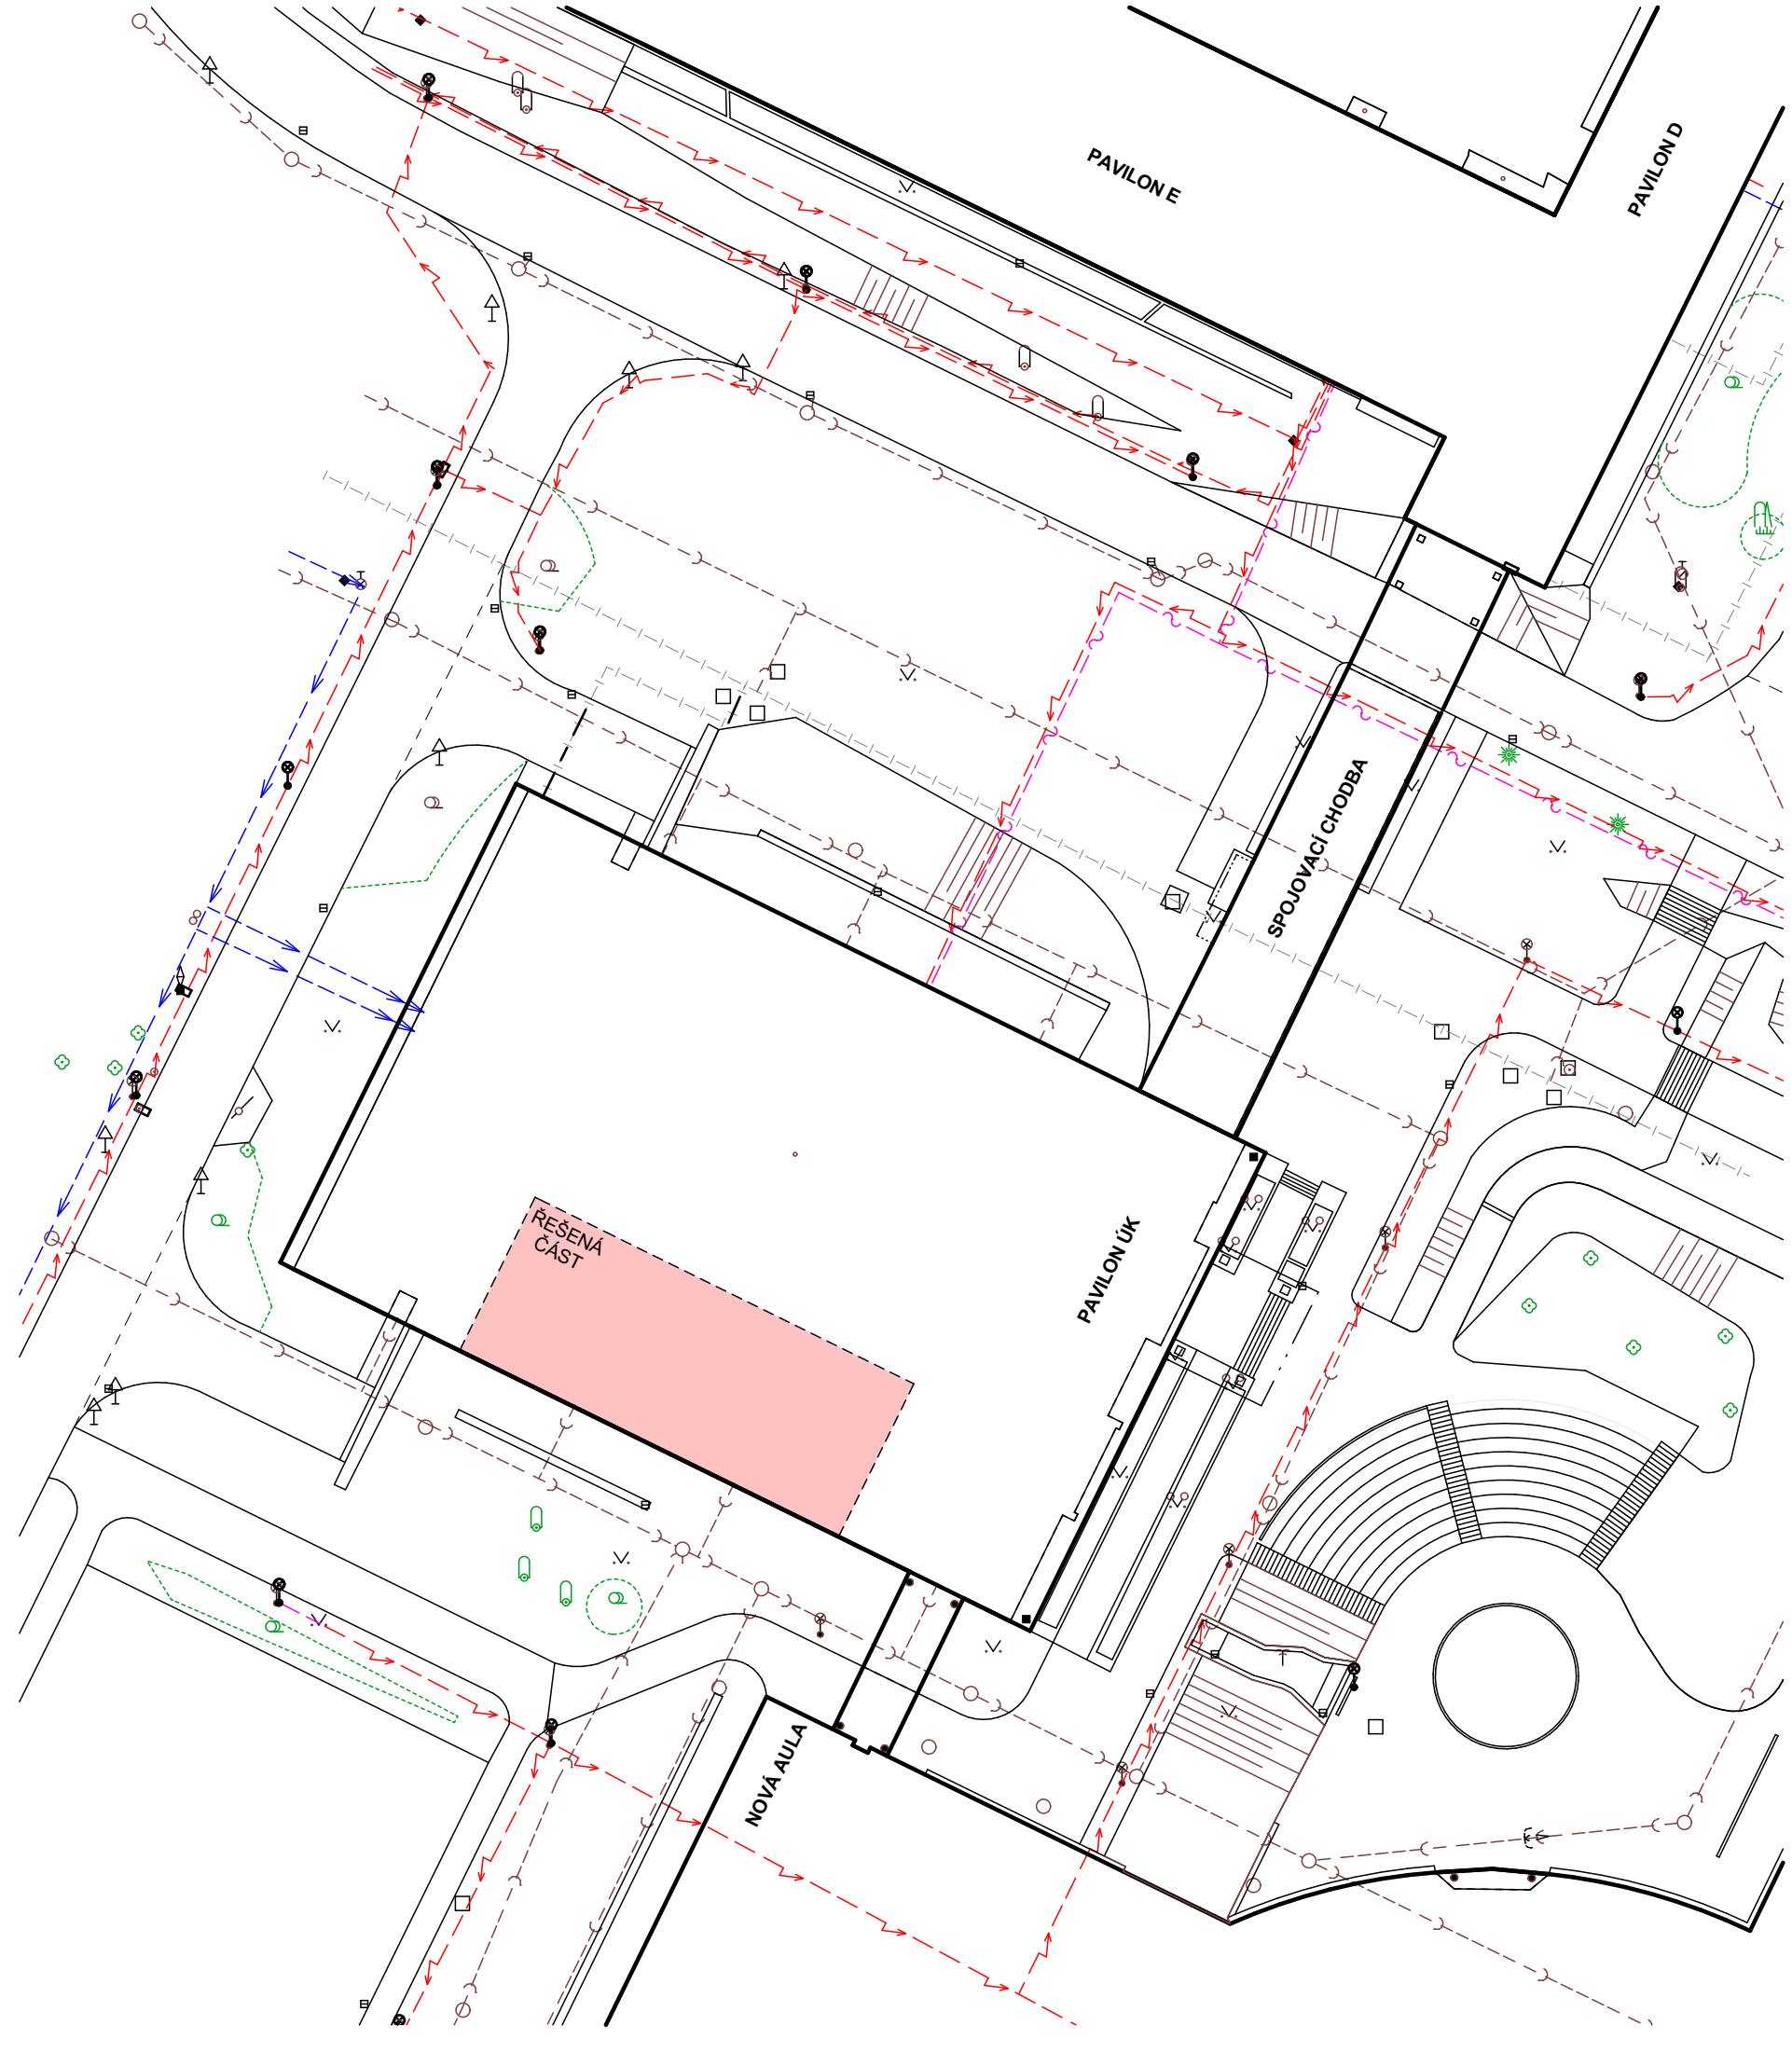 PAVILON E
PAVILON D
SPOJOVACÍ CHODBA
ŘEŠENÁ
ČÁST
PAVILON ÚK
NOVÁ AULA